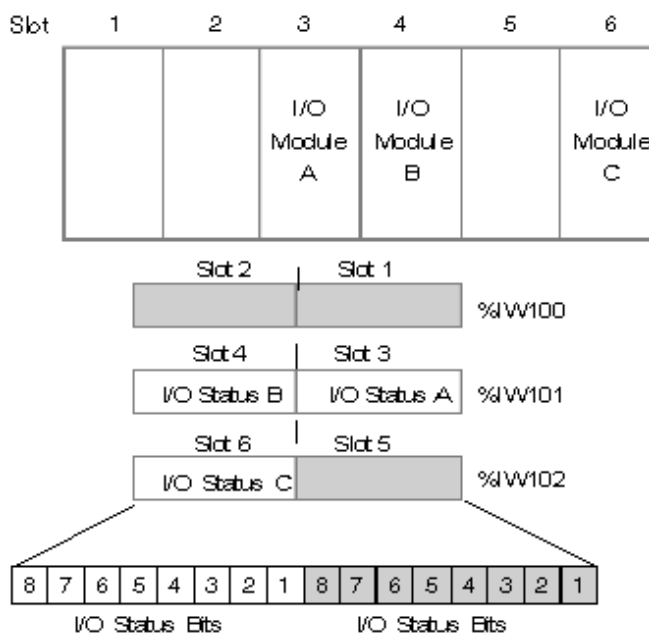 Slot 1 2 3 4 5 6
I/O Module A
I/O Module B
I/O Module C
Slot 2 Slot 1
%IW100
Slot 4 Slot 3
I/O Status B I/O Status A %IW101
Slot 6 Slot 5
I/O Status C %IW102
8 7 6 5 4 3 2 1 8 7 6 5 4 3 2 1
I/O Status Bits I/O Status Bits